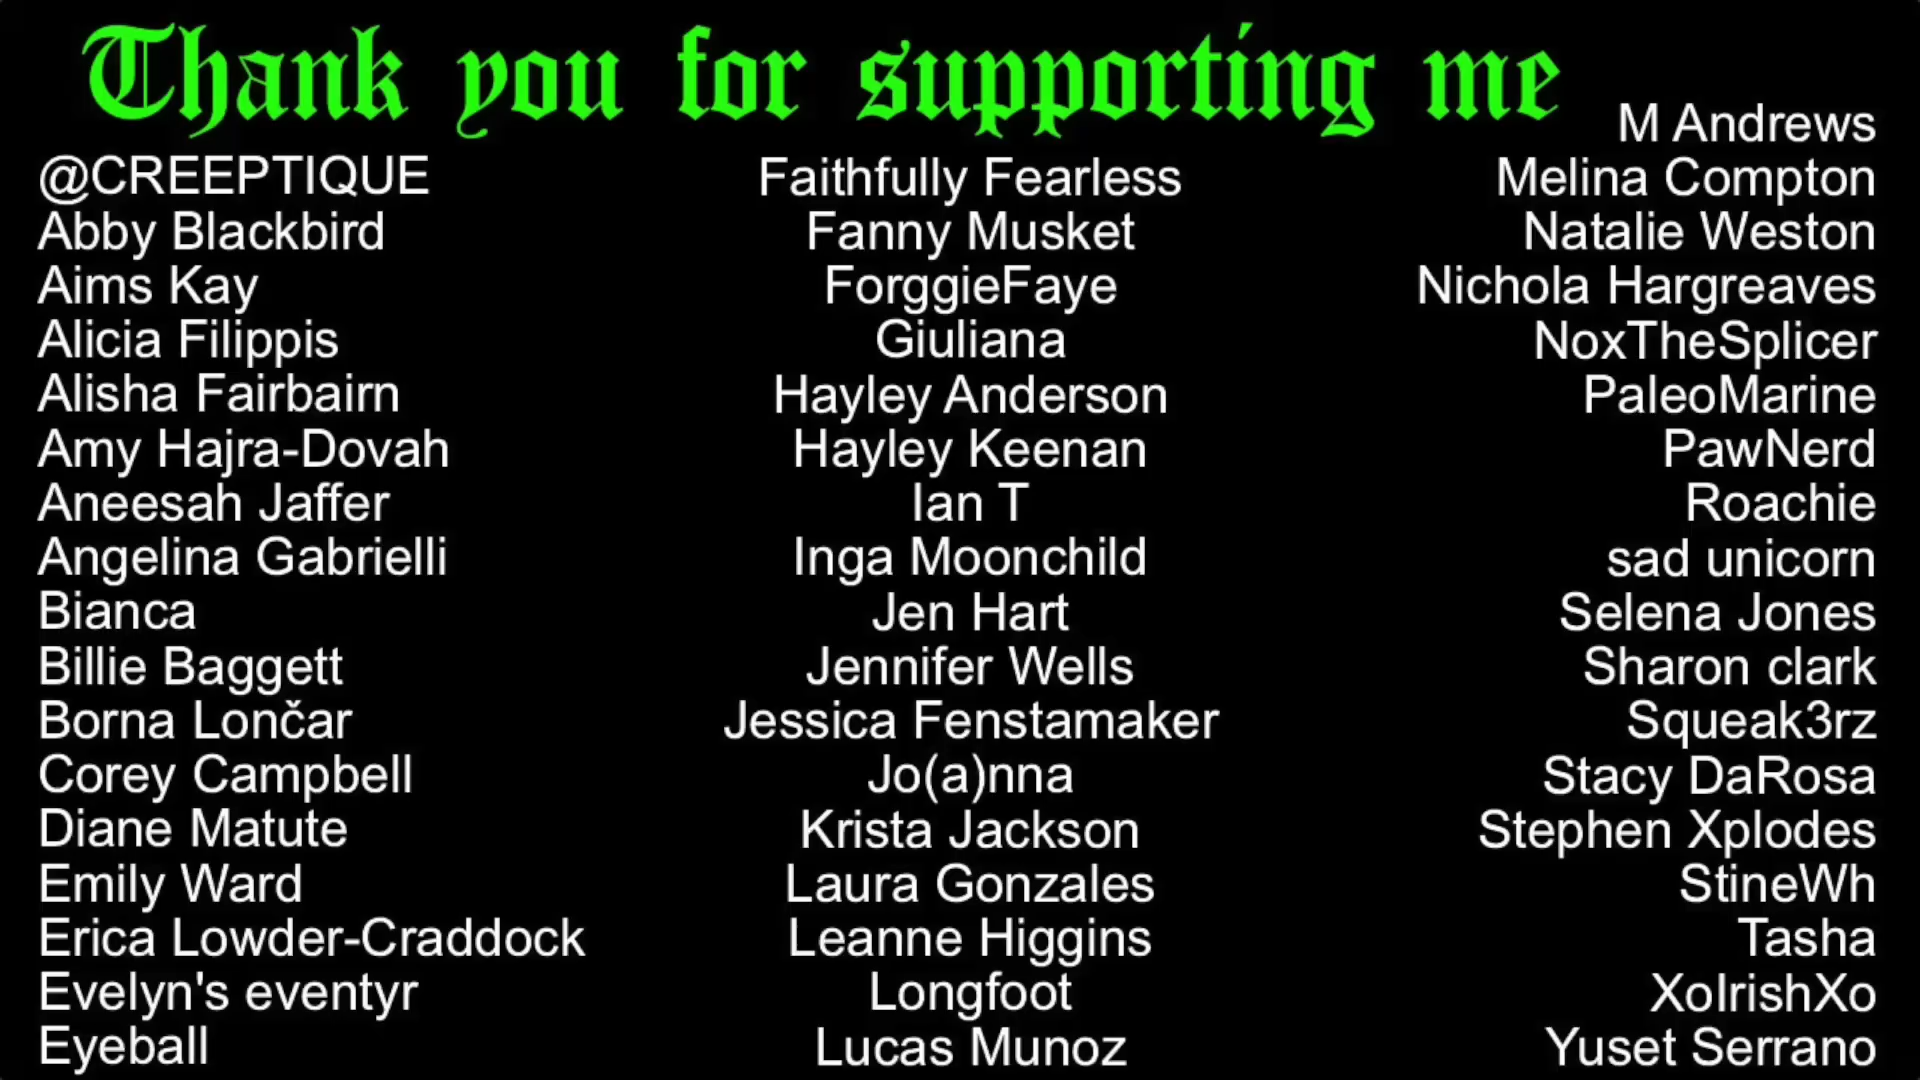 Thank you for supporting me
@CREEPTIQUE
Abby Blackbird
Aims Kay
Alicia Filippis
Alisha Fairbairn
Amy Hajra-Dovah
Aneesah Jaffer
Angelina Gabrielli
Bianca
Billie Baggett
Borna Lončar
Corey Campbell
Diane Matute
Emily Ward
Erica Lowder-Craddock
Evelyn's eventyr
Eyeball
Faithfully Fearless
Fanny Musket
ForggieFaye
Giuliana
Hayley Anderson
Hayley Keenan
Ian T
Inga Moonchild
Jen Hart
Jennifer Wells
Jessica Fenstamaker
Jo(a)nna
Krista Jackson
Laura Gonzales
Leanne Higgins
Longfoot
Lucas Munoz
M Andrews
Melina Compton
Natalie Weston
Nichola Hargreaves
NoxTheSplicer
PaleoMarine
PawNerd
Roachie
sad unicorn
Selena Jones
Sharon clark
Squeak3rz
Stacy DaRosa
Stephen Xplodes
StineWh
Tasha
XoIrishXo
Yuset Serrano